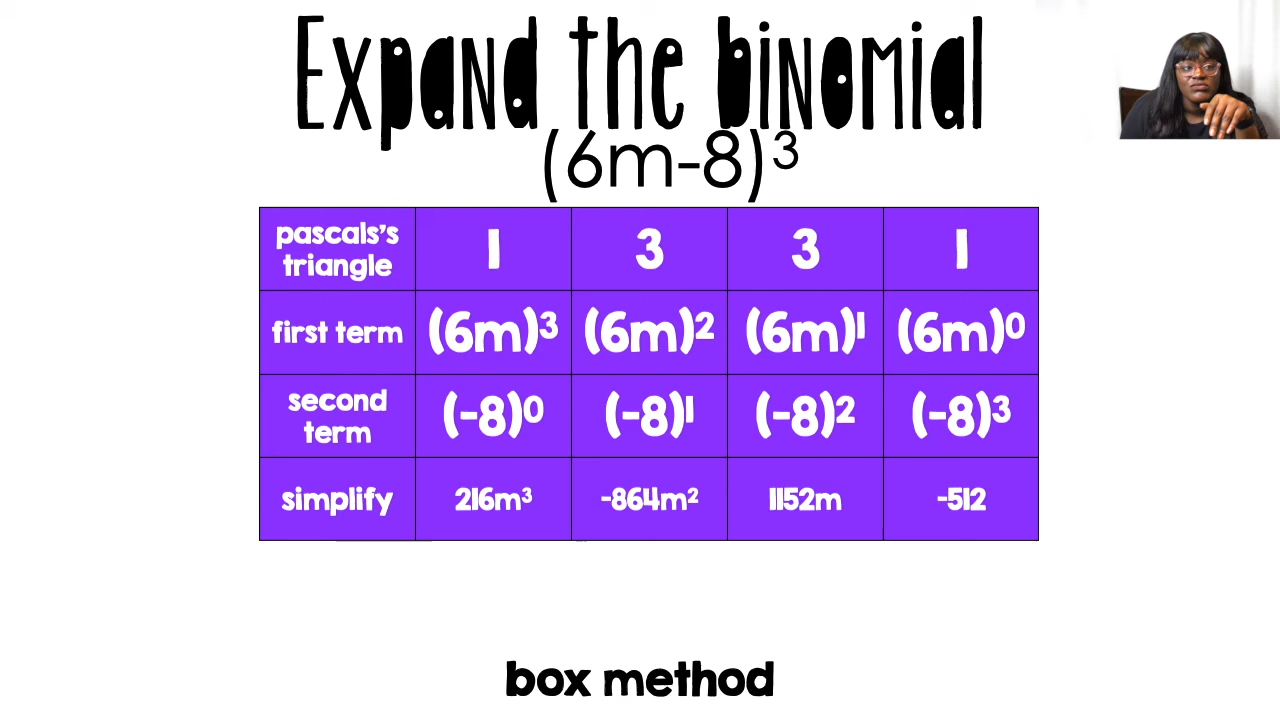 Expand the binomial
(6m-8)³
pascals's triangle 1 3 3 1
first term (6m)³ (6m)² (6m)¹ (6m)⁰
second term (-8)⁰ (-8)¹ (-8)² (-8)³
simplify 216m³ -864m² 1152m -512
box method